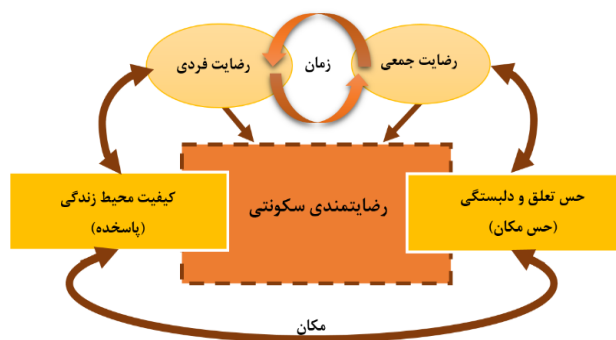 رضایت جمعی
زمان
رضایت فردی
رضایتمندی سکونتی
حس تعلق و دلبستگی
(حس مکان)
کیفیت محیط زندگی
(پاسخده)
مکان